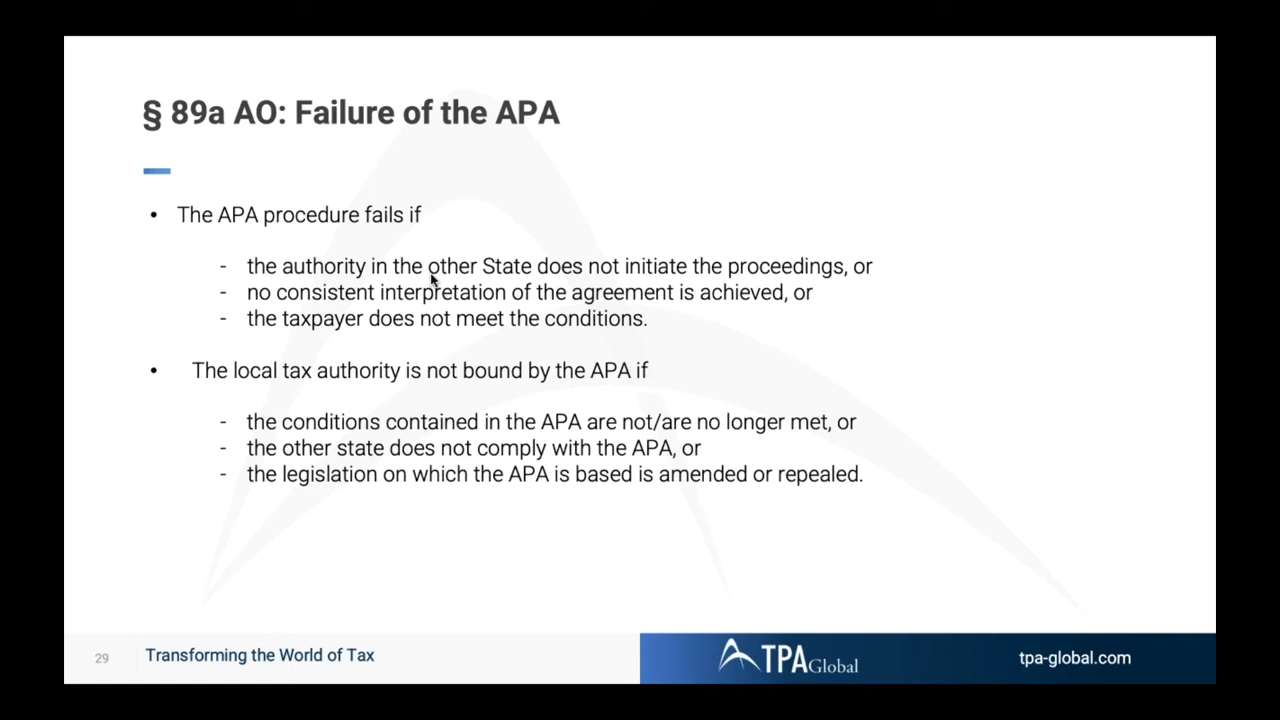 § 89a AO: Failure of the APA
• The APA procedure fails if
- the authority in the other State does not initiate the proceedings, or
- no consistent interpretation of the agreement is achieved, or
- the taxpayer does not meet the conditions.
• The local tax authority is not bound by the APA if
- the conditions contained in the APA are not/are no longer met, or
- the other state does not comply with the APA, or
- the legislation on which the APA is based is amended or repealed.
29 Transforming the World of Tax
TPA Global
tpa-global.com